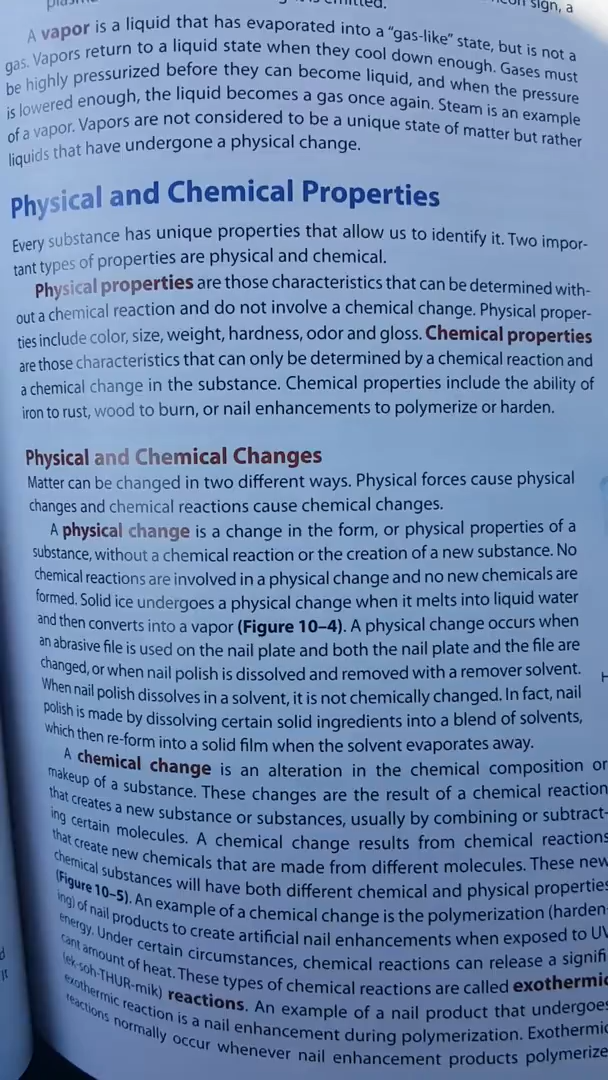 A vapor is a liquid that has evaporated into a "gas-like" state, but is not a
gas. Vapors return to a liquid state when they cool down enough. Gases must
be highly pressurized before they can become liquid, and when the pressure
is lowered enough, the liquid becomes a gas once again. Steam is an example
of a vapor. Vapors are not considered to be a unique state of matter but rather
liquids that have undergone a physical change.
Physical and Chemical Properties
Every substance has unique properties that allow us to identify it. Two impor-
tant types of properties are physical and chemical.
Physical properties are those characteristics that can be determined with-
out a chemical reaction and do not involve a chemical change. Physical proper-
ties include color, size, weight, hardness, odor and gloss. Chemical properties
are those characteristics that can only be determined by a chemical reaction and
a chemical change in the substance. Chemical properties include the ability of
iron to rust, wood to burn, or nail enhancements to polymerize or harden.
Physical and Chemical Changes
Matter can be changed in two different ways. Physical forces cause physical
changes and chemical reactions cause chemical changes.
A physical change is a change in the form, or physical properties of a
substance, without a chemical reaction or the creation of a new substance. No
chemical reactions are involved in a physical change and no new chemicals are
formed. Solid ice undergoes a physical change when it melts into liquid water
and then converts into a vapor (Figure 10–4). A physical change occurs when
an abrasive file is used on the nail plate and both the nail plate and the file are
changed, or when nail polish is dissolved and removed with a remover solvent.
When nail polish dissolves in a solvent, it is not chemically changed. In fact, nail
polish is made by dissolving certain solid ingredients into a blend of solvents,
which then re-form into a solid film when the solvent evaporates away.
A chemical change is an alteration in the chemical composition or
makeup of a substance. These changes are the result of a chemical reaction
that creates a new substance or substances, usually by combining or subtract-
ing certain molecules. A chemical change results from chemical reactions
that create new chemicals that are made from different molecules. These new
chemical substances will have both different chemical and physical properties
(Figure 10–5). An example of a chemical change is the polymerization (harden-
ing) of nail products to create artificial nail enhancements when exposed to UV
energy. Under certain circumstances, chemical reactions can release a signifi
cant amount of heat. These types of chemical reactions are called exothermic
(ek-soh-THUR-mik) reactions. An example of a nail product that undergoes
exothermic reaction is a nail enhancement during polymerization. Exothermic
reactions normally occur whenever nail enhancement products polymerize